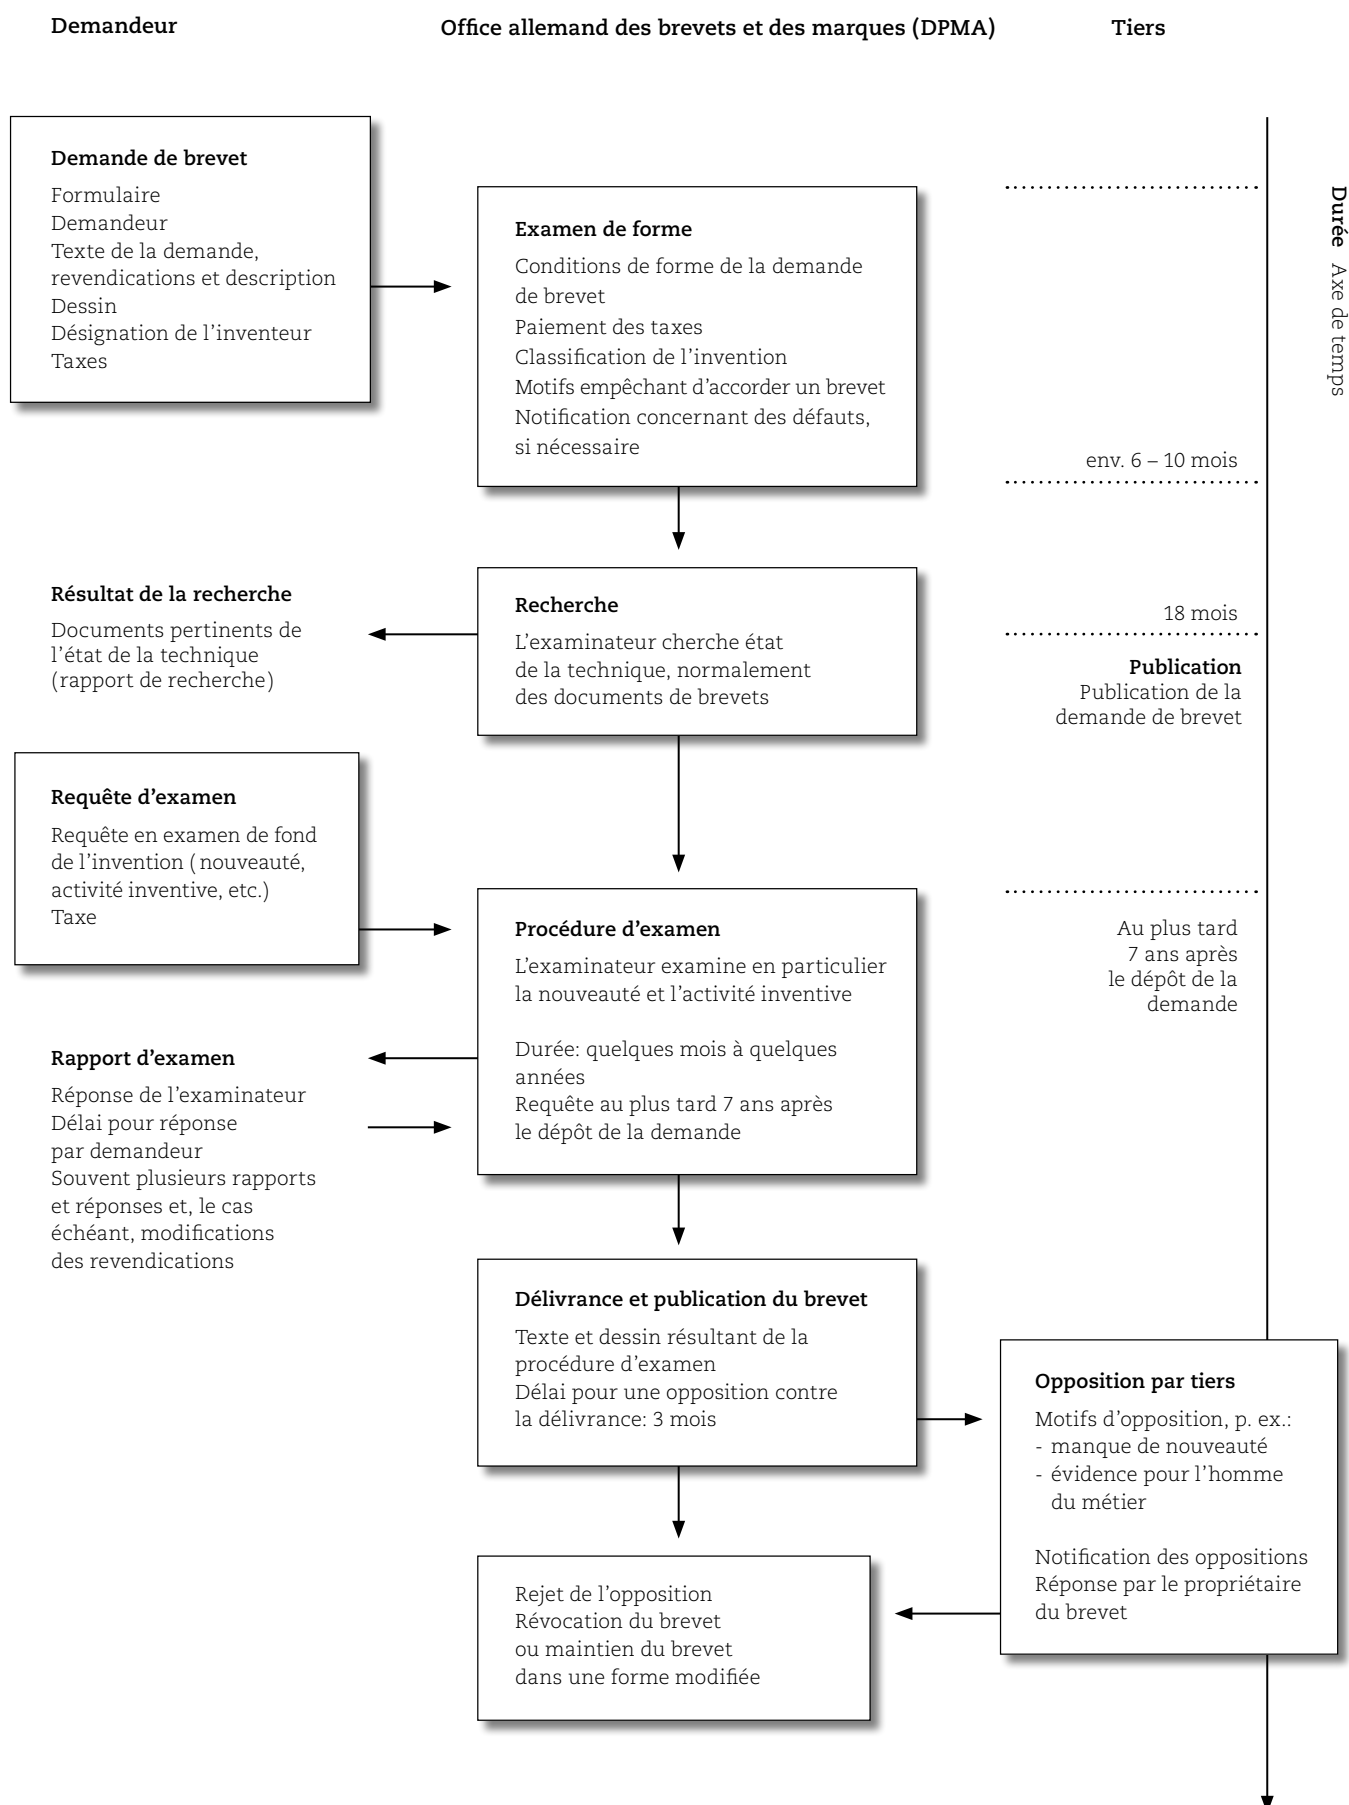 Demandeur
Office allemand des brevets et des marques (DPMA)
Tiers
Durée Axe de temps
Demande de brevet
Formulaire
Demandeur
Texte de la demande,
revendications et description
Dessin
Désignation de l'inventeur
Taxes
Examen de forme
Conditions de forme de la demande
de brevet
Paiement des taxes
Classification de l'invention
Motifs empêchant d'accorder un brevet
Notification concernant des défauts,
si nécessaire
env. 6 – 10 mois
Résultat de la recherche
Documents pertinents de
l'état de la technique
(rapport de recherche)
Recherche
L'examinateur cherche état
de la technique, normalement
des documents de brevets
18 mois
Publication
Publication de la
demande de brevet
Requête d'examen
Requête en examen de fond
de l'invention ( nouveauté,
activité inventive, etc.)
Taxe
Procédure d'examen
L'examinateur examine en particulier
la nouveauté et l'activité inventive
Durée: quelques mois à quelques
années
Requête au plus tard 7 ans après
le dépôt de la demande
Au plus tard
7 ans après
le dépôt de la
demande
Rapport d'examen
Réponse de l'examinateur
Délai pour réponse
par demandeur
Souvent plusieurs rapports
et réponses et, le cas
échéant, modifications
des revendications
Délivrance et publication du brevet
Texte et dessin résultant de la
procédure d'examen
Délai pour une opposition contre
la délivrance: 3 mois
Opposition par tiers
Motifs d'opposition, p. ex.:
- manque de nouveauté
- évidence pour l'homme
du métier
Notification des oppositions
Réponse par le propriétaire
du brevet
Rejet de l'opposition
Révocation du brevet
ou maintien du brevet
dans une forme modifiée